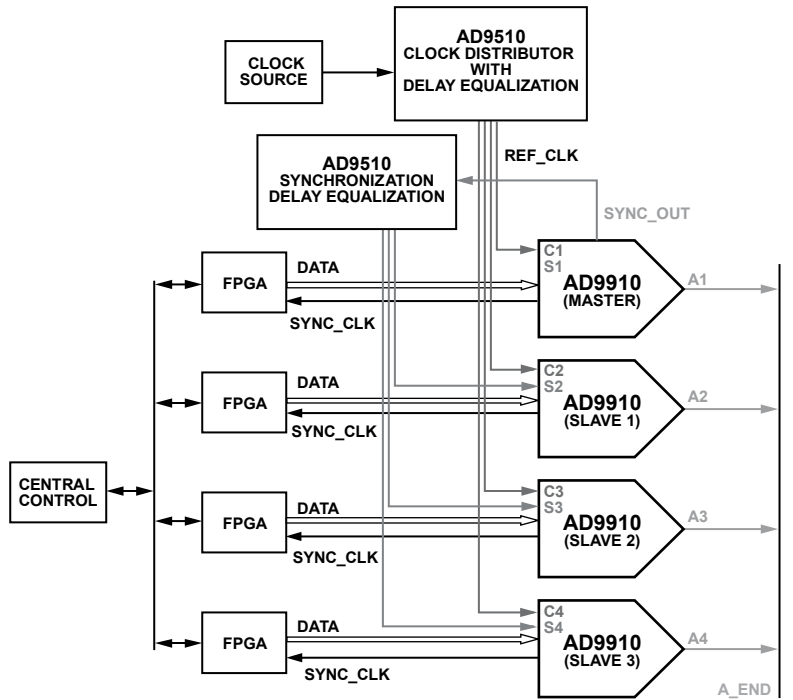 AD9510
CLOCK DISTRIBUTOR
WITH
DELAY EQUALIZATION
CLOCK
SOURCE
REF_CLK
AD9510
SYNCHRONIZATION
DELAY EQUALIZATION
SYNC_OUT
FPGA
DATA
SYNC_CLK
C1
S1
AD9910
(MASTER)
A1
FPGA
DATA
SYNC_CLK
C2
S2
AD9910
(SLAVE 1)
A2
CENTRAL
CONTROL
FPGA
DATA
SYNC_CLK
C3
S3
AD9910
(SLAVE 2)
A3
FPGA
DATA
SYNC_CLK
C4
S4
AD9910
(SLAVE 3)
A4
A_END